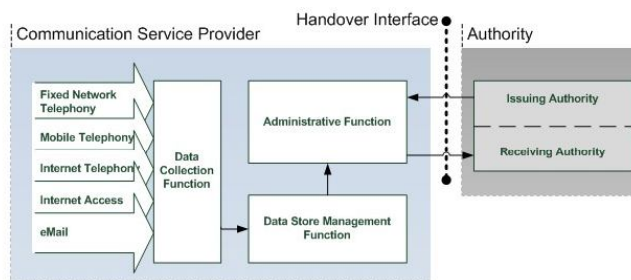 Handover Interface
Communication Service Provider
Authority
Fixed Network
Telephony
Mobile Telephony
Internet Telephony
Internet Access
eMail
Data
Collection
Function
Administrative Function
Data Store Management
Function
Issuing Authority
Receiving Authority